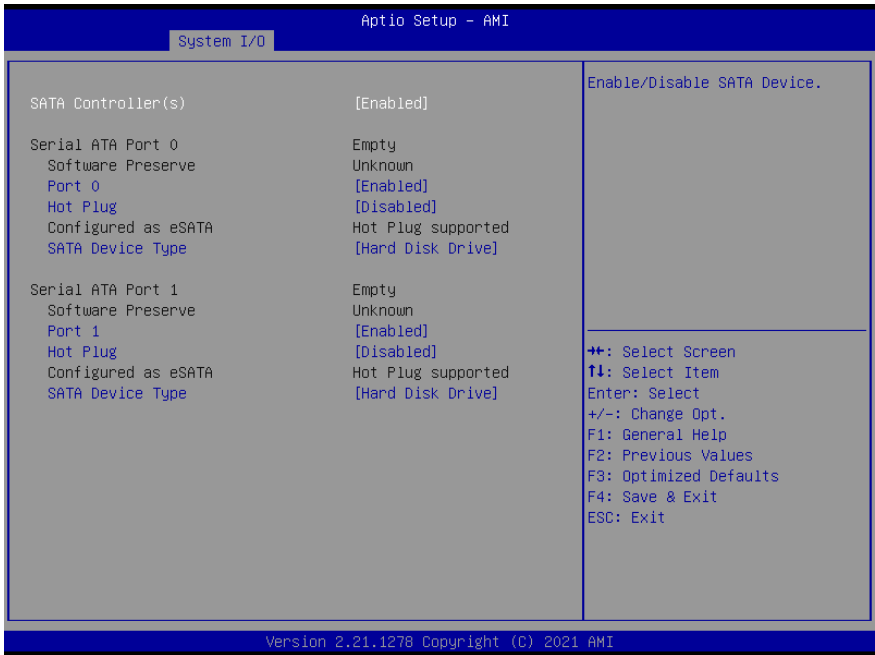 Aptio Setup – AMI
System I/O
SATA Controller(s) [Enabled]
Serial ATA Port 0 Empty
Software Preserve Unknown
Port 0 [Enabled]
Hot Plug [Disabled]
Configured as eSATA Hot Plug supported
SATA Device Type [Hard Disk Drive]
Serial ATA Port 1 Empty
Software Preserve Unknown
Port 1 [Enabled]
Hot Plug [Disabled]
Configured as eSATA Hot Plug supported
SATA Device Type [Hard Disk Drive]
Enable/Disable SATA Device.
→←: Select Screen
↑↓: Select Item
Enter: Select
+/-: Change Opt.
F1: General Help
F2: Previous Values
F3: Optimized Defaults
F4: Save & Exit
ESC: Exit
Version 2.21.1278 Copyright (C) 2021 AMI